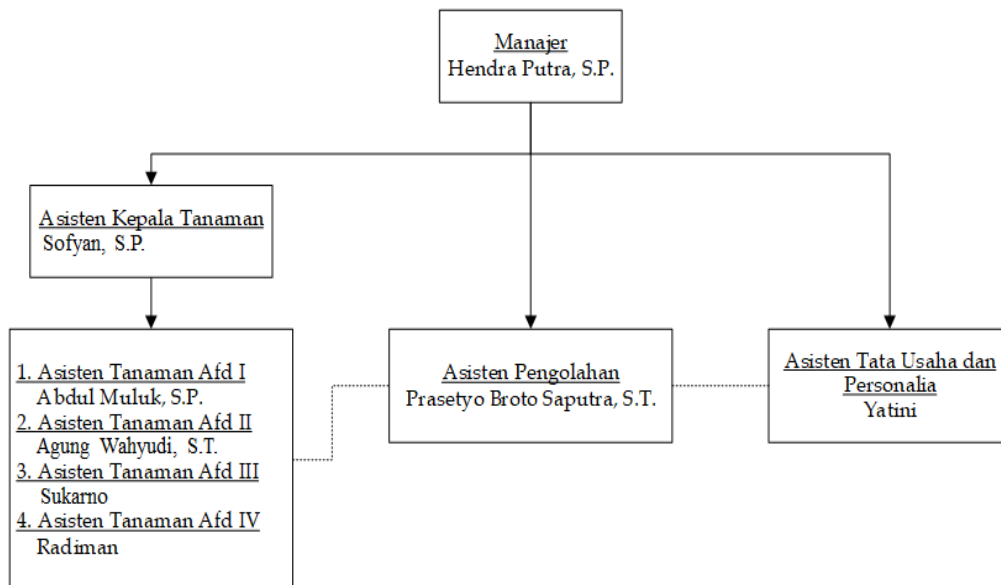 Manajer
Hendra Putra, S.P.
Asisten Kepala Tanaman
Sofyan, S.P.
1. Asisten Tanaman Afd I
Abdul Muluk, S.P.
2. Asisten Tanaman Afd II
Agung Wahyudi, S.T.
3. Asisten Tanaman Afd III
Sukarno
4. Asisten Tanaman Afd IV
Radiman
Asisten Pengolahan
Prasetyo Broto Saputra, S.T.
Asisten Tata Usaha dan
Personalia
Yatini